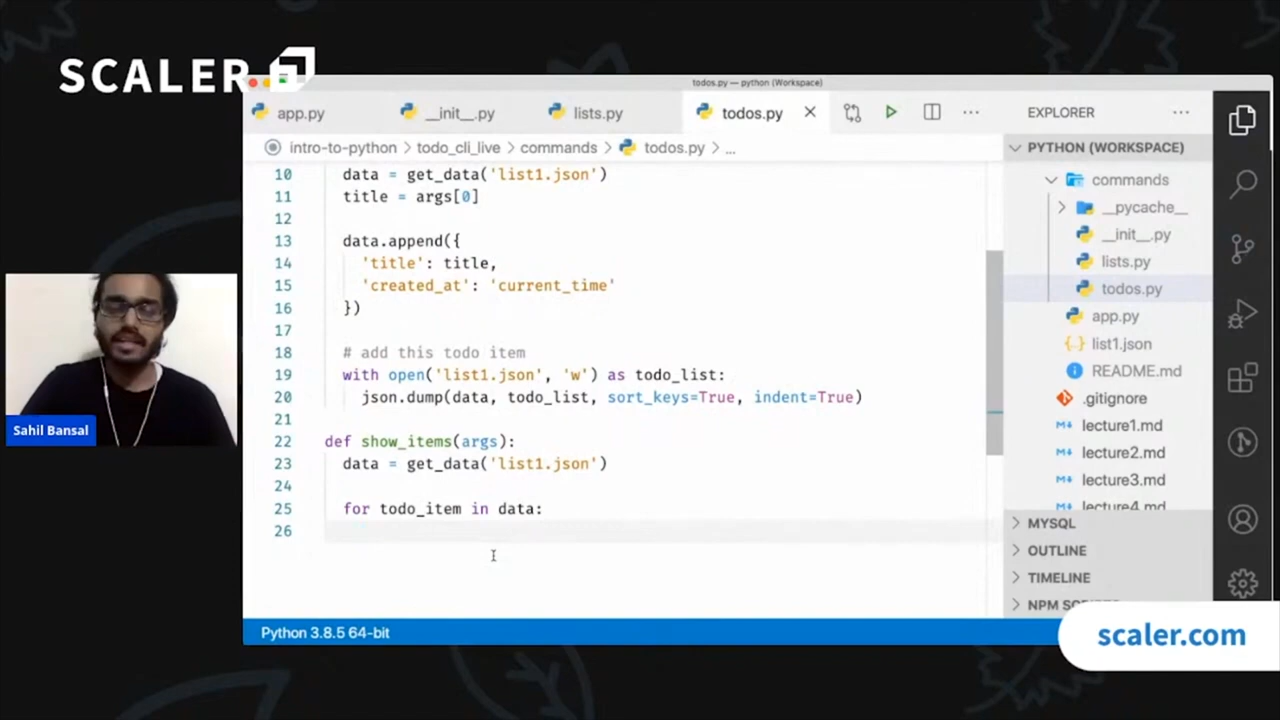 SCALER
todos.py — python (Workspace)
app.py
__init__.py
lists.py
todos.py
EXPLORER
intro-to-python > todo_cli_live > commands > todos.py > ...
PYTHON (WORKSPACE)
10 data = get_data('list1.json')
11 title = args[0]
12
13 data.append({
14 'title': title,
15 'created_at': 'current_time'
16 })
17
18 # add this todo item
19 with open('list1.json', 'w') as todo_list:
20 json.dump(data, todo_list, sort_keys=True, indent=True)
21
22 def show_items(args):
23 data = get_data('list1.json')
24
25 for todo_item in data:
26
commands
__pycache__
__init__.py
lists.py
todos.py
app.py
list1.json
README.md
.gitignore
lecture1.md
lecture2.md
lecture3.md
lecture4.md
MYSQL
OUTLINE
TIMELINE
NPM
Sahil Bansal
Python 3.8.5 64-bit
scaler.com